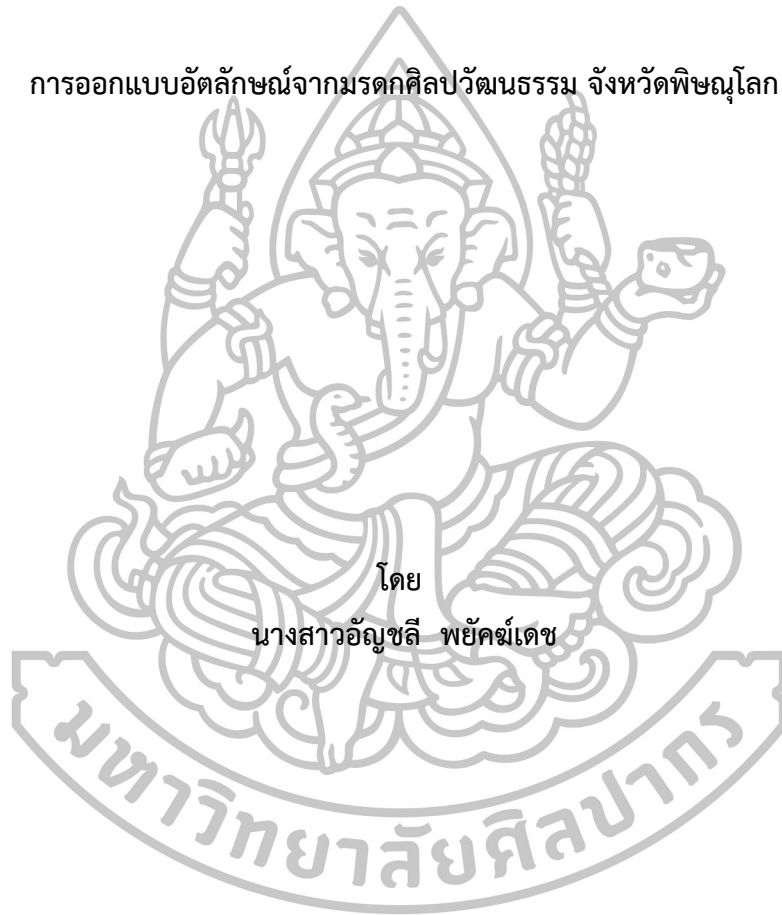 การออกแบบอัตลักษณ์จากมรดกศิลปวัฒนธรรม จังหวัดพิษณุโลก
โดย
นางสาวอัญชลี พยัคฆ์เดช
มหาวิทยาลัยศิลปากร